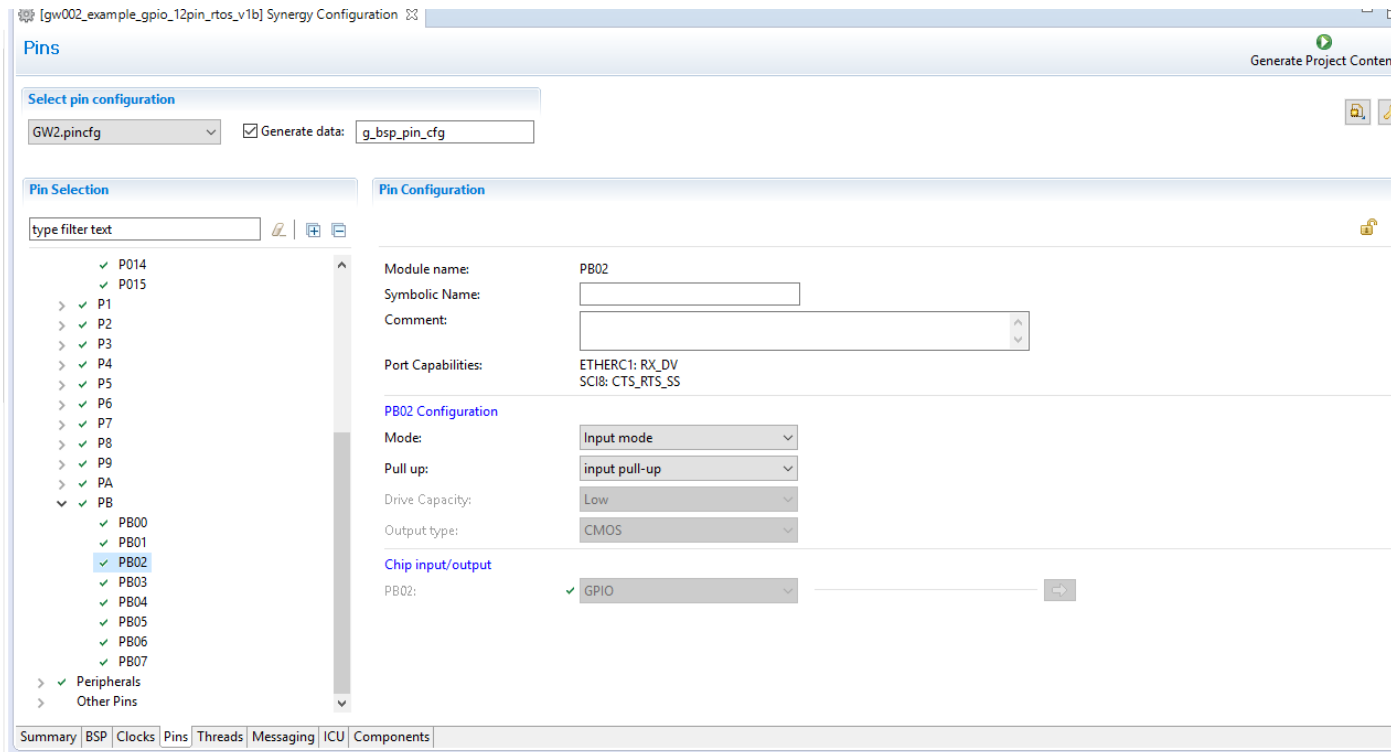 [gw002_example_gpio_12pin_rtos_v1b] Synergy Configuration
Pins
Generate Project Conten
Select pin configuration
GW2.pincfg
Generate data:
g_bsp_pin_cfg
Pin Selection
type filter text
P014
P015
P1
P2
P3
P4
P5
P6
P7
P8
P9
PA
PB
PB00
PB01
PB02
PB03
PB04
PB05
PB06
PB07
Peripherals
Other Pins
Pin Configuration
Module name: PB02
Symbolic Name:
Comment:
Port Capabilities: ETHERC1: RX_DV
SCI8: CTS_RTS_SS
PB02 Configuration
Mode: Input mode
Pull up: input pull-up
Drive Capacity: Low
Output type: CMOS
Chip input/output
PB02: GPIO
Summary BSP Clocks Pins Threads Messaging ICU Components